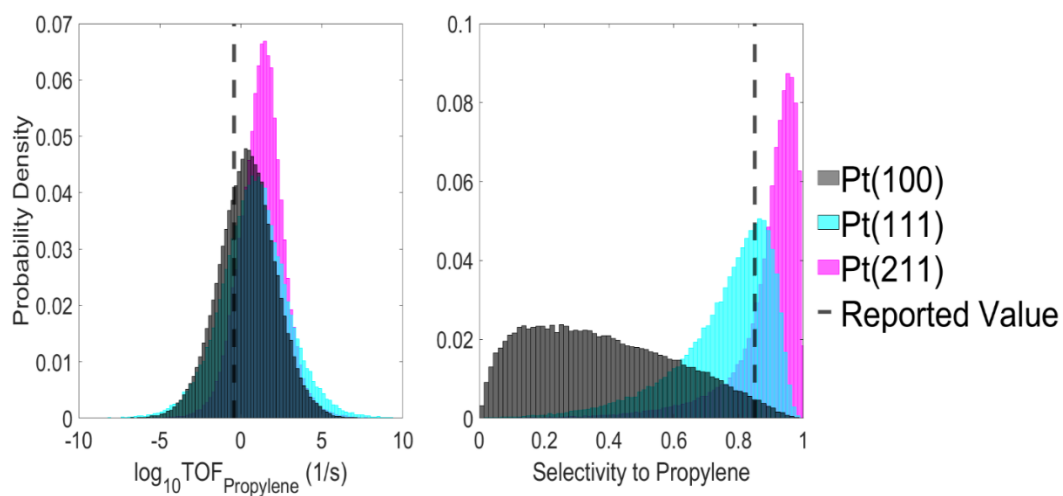 0.07
0.06
0.05
0.04
0.03
0.02
0.01
0
Probability Density
-10 -5 0 5 10
log10TOFPropylene (1/s)
0.1
0.08
0.06
0.04
0.02
0
0 0.2 0.4 0.6 0.8 1
Selectivity to Propylene
Pt(100)
Pt(111)
Pt(211)
Reported Value